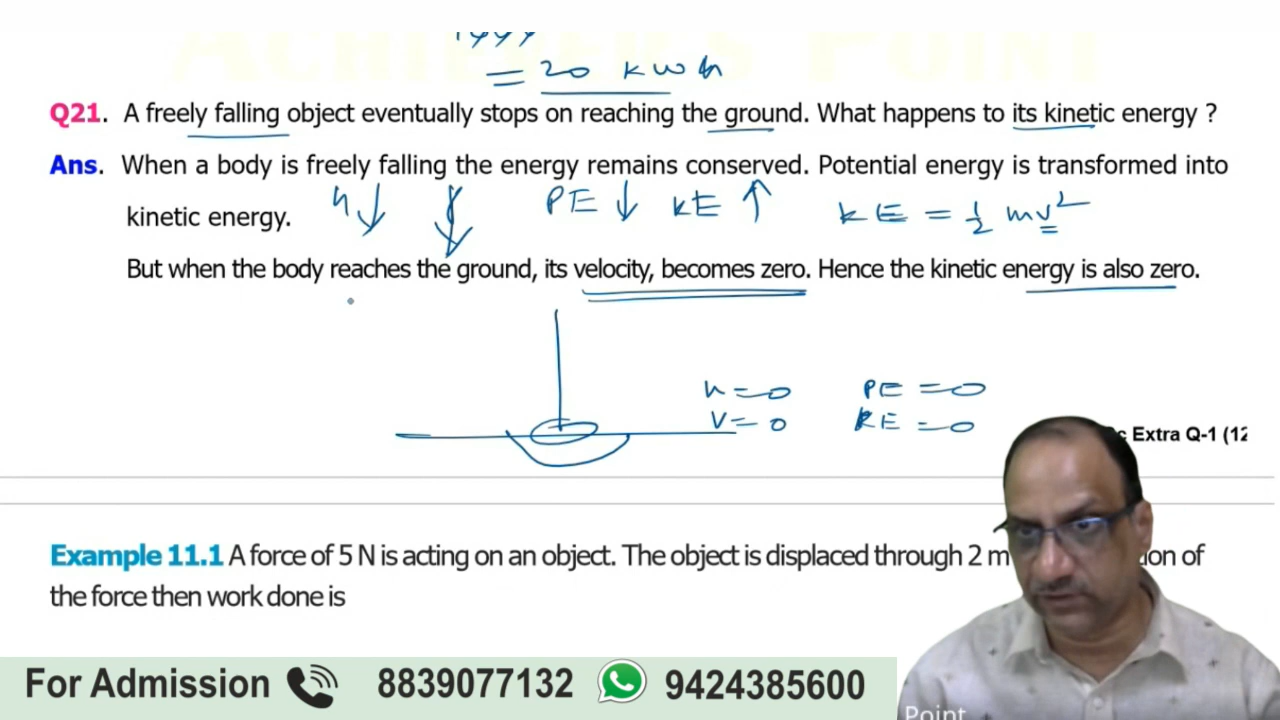 ACHIEVER'S POINT
= 20 kwh
Q21. A freely falling object eventually stops on reaching the ground. What happens to its kinetic energy ?
Ans. When a body is freely falling the energy remains conserved. Potential energy is transformed into
kinetic energy.
h↓ PE ↓ KE ↑ KE = ½ mv²
But when the body reaches the ground, its velocity, becomes zero. Hence the kinetic energy is also zero.
h=0 PE =0
V=0 KE =0
Extra Q-1 (12
Example 11.1 A force of 5 N is acting on an object. The object is displaced through 2 m
of
the force then work done is
For Admission 8839077132 9424385600
Point